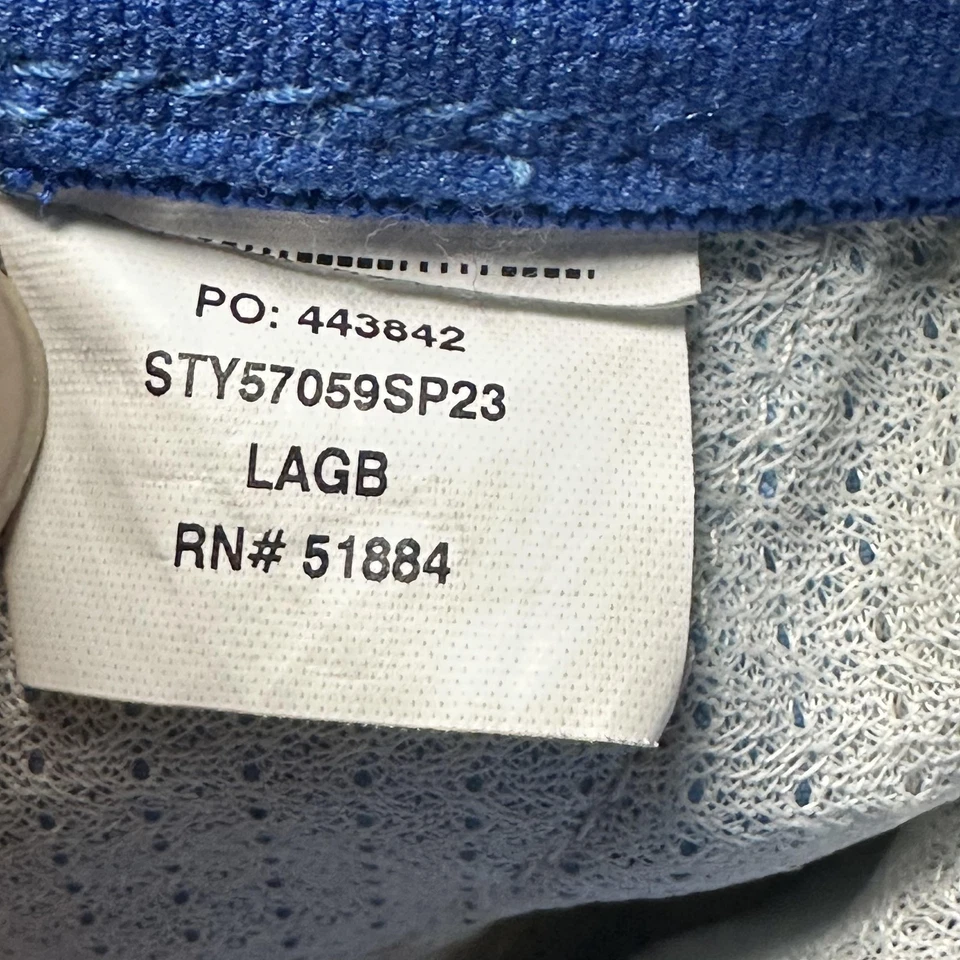 PO: 443842
STY57059SP23
LAGB
RN# 51884